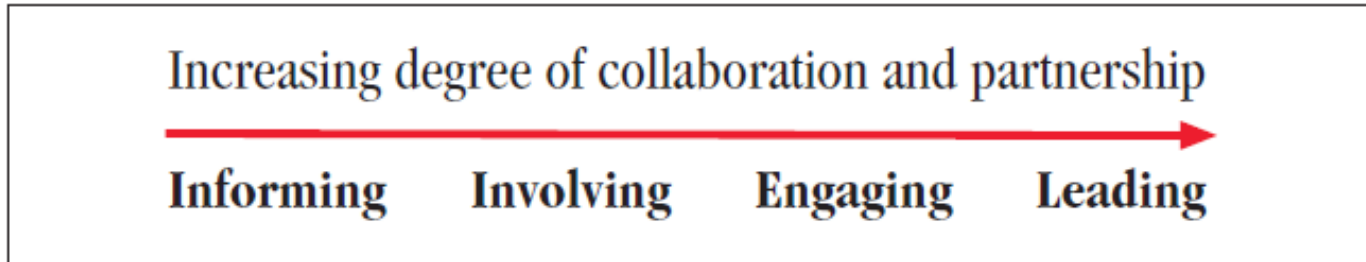 Increasing degree of collaboration and partnership
Informing Involving Engaging Leading